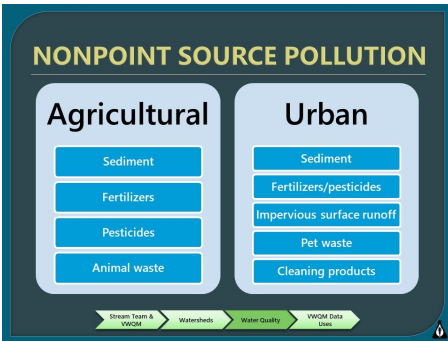 NONPOINT SOURCE POLLUTION
Agricultural
Sediment
Fertilizers
Pesticides
Animal waste
Urban
Sediment
Fertilizers/pesticides
Impervious surface runoff
Pet waste
Cleaning products
Stream Team &
VWQM
Watersheds
Water Quality
VWQM Data
Uses